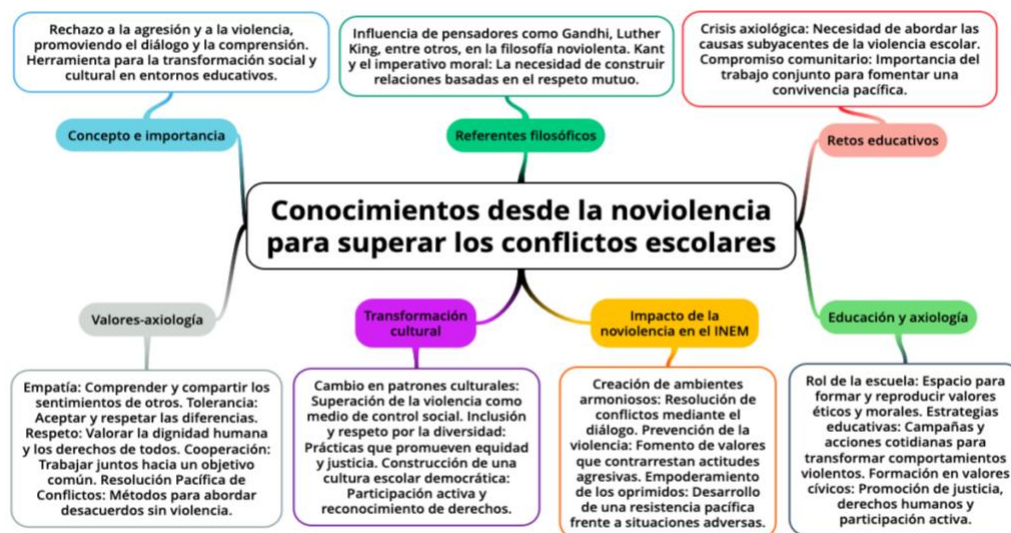 Rechazo a la agresión y a la violencia,
promoviendo el diálogo y la comprensión.
Herramienta para la transformación social y
cultural en entornos educativos.
Influencia de pensadores como Gandhi, Luther
King, entre otros, en la filosofía noviolenta. Kant
y el imperativo moral: La necesidad de construir
relaciones basadas en el respeto mutuo.
Crisis axiológica: Necesidad de abordar las
causas subyacentes de la violencia escolar.
Compromiso comunitario: Importancia del
trabajo conjunto para fomentar una
convivencia pacífica.
Concepto e importancia
Referentes filosóficos
Retos educativos
Conocimientos desde la noviolencia
para superar los conflictos escolares
Valores-axiología
Transformación
cultural
Impacto de la
noviolencia en el INEM
Educación y axiología
Empatía: Comprender y compartir los
sentimientos de otros. Tolerancia:
Aceptar y respetar las diferencias.
Respeto: Valorar la dignidad humana
y los derechos de todos. Cooperación:
Trabajar juntos hacia un objetivo
común. Resolución Pacífica de
Conflictos: Métodos para abordar
desacuerdos sin violencia.
Cambio en patrones culturales:
Superación de la violencia como
medio de control social. Inclusión
y respeto por la diversidad:
Prácticas que promueven equidad
y justicia. Construcción de una
cultura escolar democrática:
Participación activa y
reconocimiento de derechos.
Creación de ambientes
armoniosos: Resolución de
conflictos mediante el
diálogo. Prevención de la
violencia: Fomento de valores
que contrarrestan actitudes
agresivas. Empoderamiento
de los oprimidos: Desarrollo
de una resistencia pacífica
frente a situaciones adversas.
Rol de la escuela: Espacio para
formar y reproducir valores
éticos y morales. Estrategias
educativas: Campañas y
acciones cotidianas para
transformar comportamientos
violentos. Formación en valores
cívicos: Promoción de justicia,
derechos humanos y
participación activa.